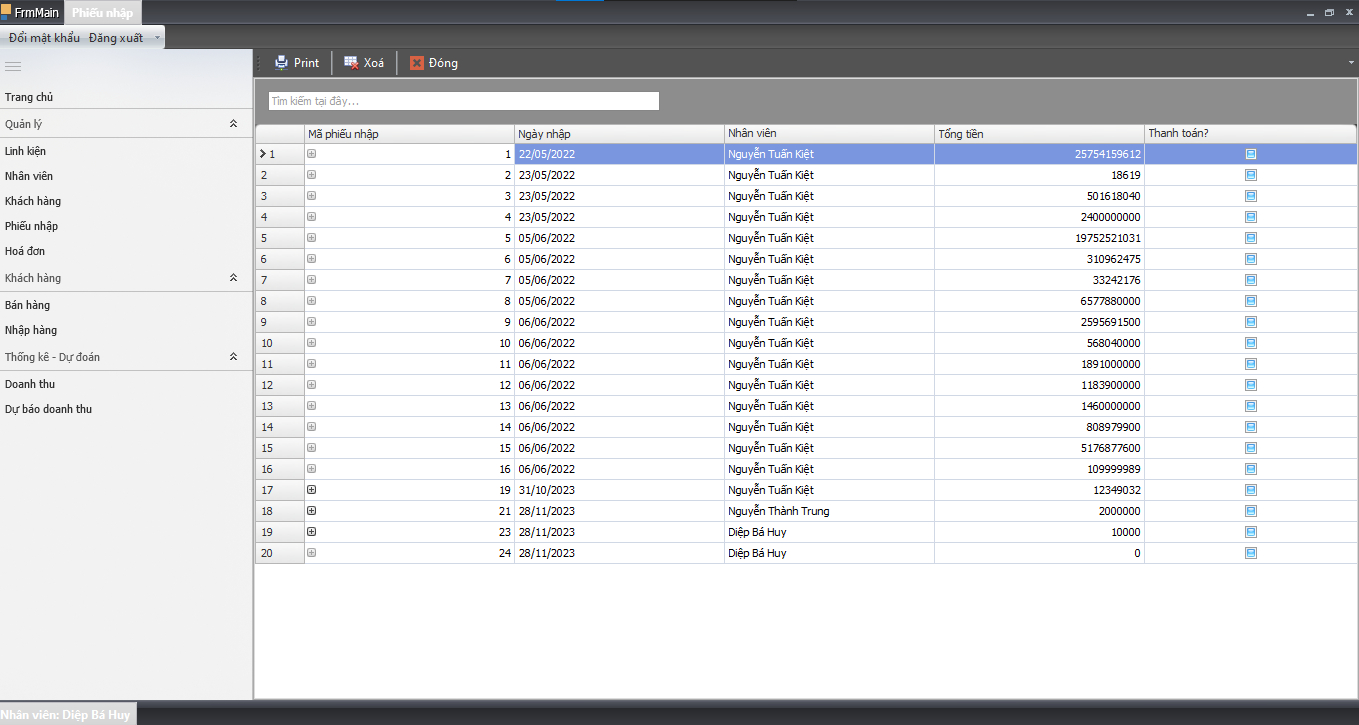 FrmMain Phiếu nhập
Đổi mật khẩu Đăng xuất
Print Xoá Đóng
Trang chủ
Quản lý
Linh kiện
Nhân viên
Khách hàng
Phiếu nhập
Hoá đơn
Khách hàng
Bán hàng
Nhập hàng
Thống kê - Dự đoán
Doanh thu
Dự báo doanh thu
Tìm kiếm tại đây...
Mã phiếu nhập Ngày nhập Nhân viên Tổng tiền Thanh toán?
1 1 22/05/2022 Nguyễn Tuấn Kiệt 25754159612
2 2 23/05/2022 Nguyễn Tuấn Kiệt 18619
3 3 23/05/2022 Nguyễn Tuấn Kiệt 501618040
4 4 23/05/2022 Nguyễn Tuấn Kiệt 2400000000
5 5 05/06/2022 Nguyễn Tuấn Kiệt 19752521031
6 6 05/06/2022 Nguyễn Tuấn Kiệt 310962475
7 7 05/06/2022 Nguyễn Tuấn Kiệt 33242176
8 8 05/06/2022 Nguyễn Tuấn Kiệt 6577880000
9 9 06/06/2022 Nguyễn Tuấn Kiệt 2595691500
10 10 06/06/2022 Nguyễn Tuấn Kiệt 568040000
11 11 06/06/2022 Nguyễn Tuấn Kiệt 1891000000
12 12 06/06/2022 Nguyễn Tuấn Kiệt 1183900000
13 13 06/06/2022 Nguyễn Tuấn Kiệt 1460000000
14 14 06/06/2022 Nguyễn Tuấn Kiệt 808979900
15 15 06/06/2022 Nguyễn Tuấn Kiệt 5176877600
16 16 06/06/2022 Nguyễn Tuấn Kiệt 109999989
17 19 31/10/2023 Nguyễn Tuấn Kiệt 12349032
18 21 28/11/2023 Nguyễn Thành Trung 2000000
19 23 28/11/2023 Diệp Bá Huy 10000
20 24 28/11/2023 Diệp Bá Huy 0
Nhân viên: Diệp Bá Huy